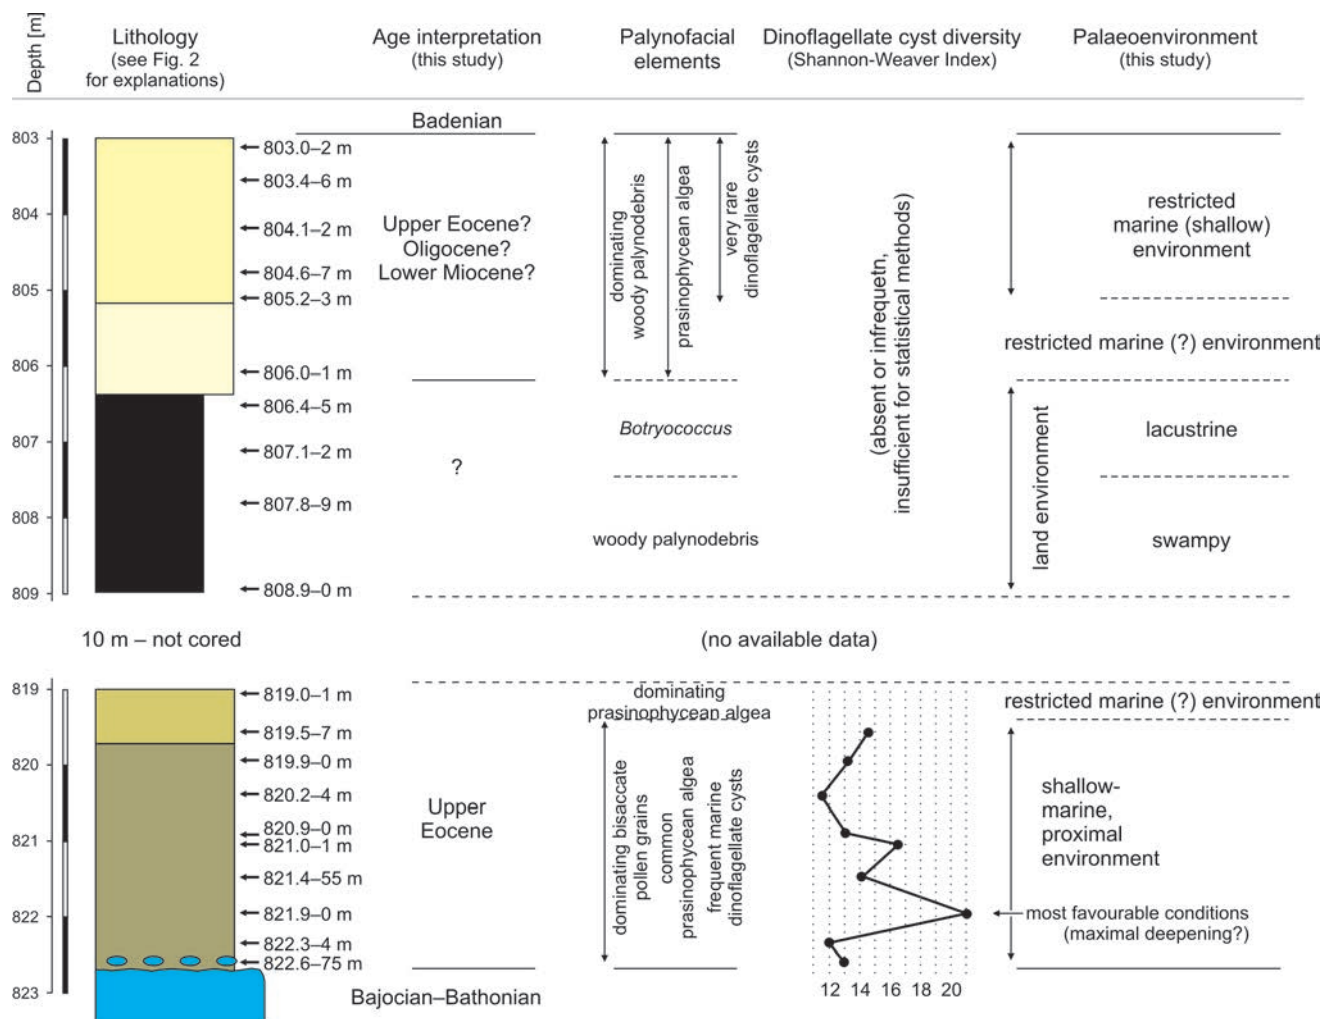 Depth [m]
Lithology
(see Fig. 2
for explanations)
Age interpretation
(this study)
Palynofacial
elements
Dinoflagellate cyst diversity
(Shannon-Weaver Index)
Palaeoenvironment
(this study)
803
804
805
806
807
808
809
803.0–2 m
803.4–6 m
804.1–2 m
804.6–7 m
805.2–3 m
806.0–1 m
806.4–5 m
807.1–2 m
807.8–9 m
808.9–0 m
Badenian
Upper Eocene?
Oligocene?
Lower Miocene?
?
dominating
woody palynodebris
prasinophycean algea
very rare
dinoflagellate cysts
Botryococcus
woody palynodebris
(absent or infrequetn,
insufficient for statistical methods)
restricted
marine (shallow)
environment
restricted marine (?) environment
land environment
lacustrine
swampy
10 m – not cored
(no available data)
819
820
821
822
823
819.0–1 m
819.5–7 m
819.9–0 m
820.2–4 m
820.9–0 m
821.0–1 m
821.4–55 m
821.9–0 m
822.3–4 m
822.6–75 m
Upper
Eocene
Bajocian–Bathonian
dominating
prasinophycean algea
dominating bisaccate
pollen grains
common
prasinophycean algea
frequent marine
dinoflagellate cysts
12 14 16 18 20
restricted marine (?) environment
shallow-
marine,
proximal
environment
most favourable conditions
(maximal deepening?)